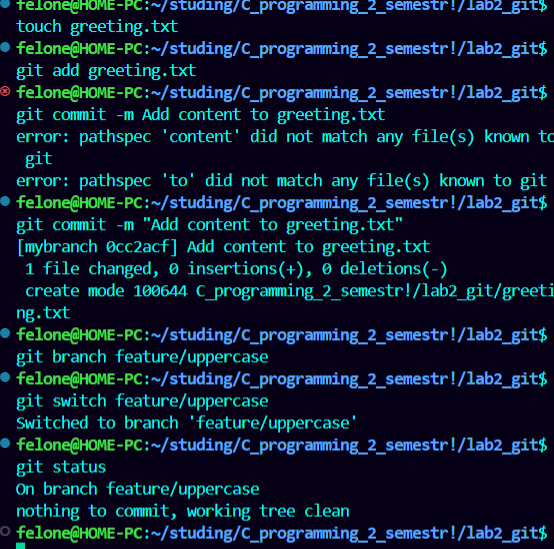 felone@HOME-PC:~/studing/C_programming_2_semestr!/lab2_git$
touch greeting.txt
felone@HOME-PC:~/studing/C_programming_2_semestr!/lab2_git$
git add greeting.txt
felone@HOME-PC:~/studing/C_programming_2_semestr!/lab2_git$
git commit -m Add content to greeting.txt
error: pathspec 'content' did not match any file(s) known to
 git
error: pathspec 'to' did not match any file(s) known to git
felone@HOME-PC:~/studing/C_programming_2_semestr!/lab2_git$
git commit -m "Add content to greeting.txt"
[mybranch 0cc2acf] Add content to greeting.txt
 1 file changed, 0 insertions(+), 0 deletions(-)
 create mode 100644 C_programming_2_semestr!/lab2_git/greeti
ng.txt
felone@HOME-PC:~/studing/C_programming_2_semestr!/lab2_git$
git branch feature/uppercase
felone@HOME-PC:~/studing/C_programming_2_semestr!/lab2_git$
git switch feature/uppercase
Switched to branch 'feature/uppercase'
felone@HOME-PC:~/studing/C_programming_2_semestr!/lab2_git$
git status
On branch feature/uppercase
nothing to commit, working tree clean
felone@HOME-PC:~/studing/C_programming_2_semestr!/lab2_git$